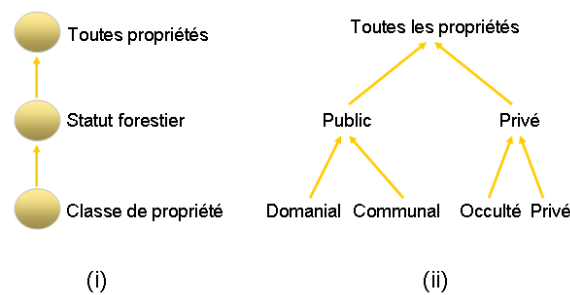 Toutes propriétés
Statut forestier
Classe de propriété
(i)
Toutes les propriétés
Public Privé
Domanial Communal Occulté Privé
(ii)